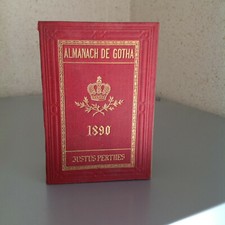 ALMANACH DE GOTHA
1890
JUSTUS PERTHES